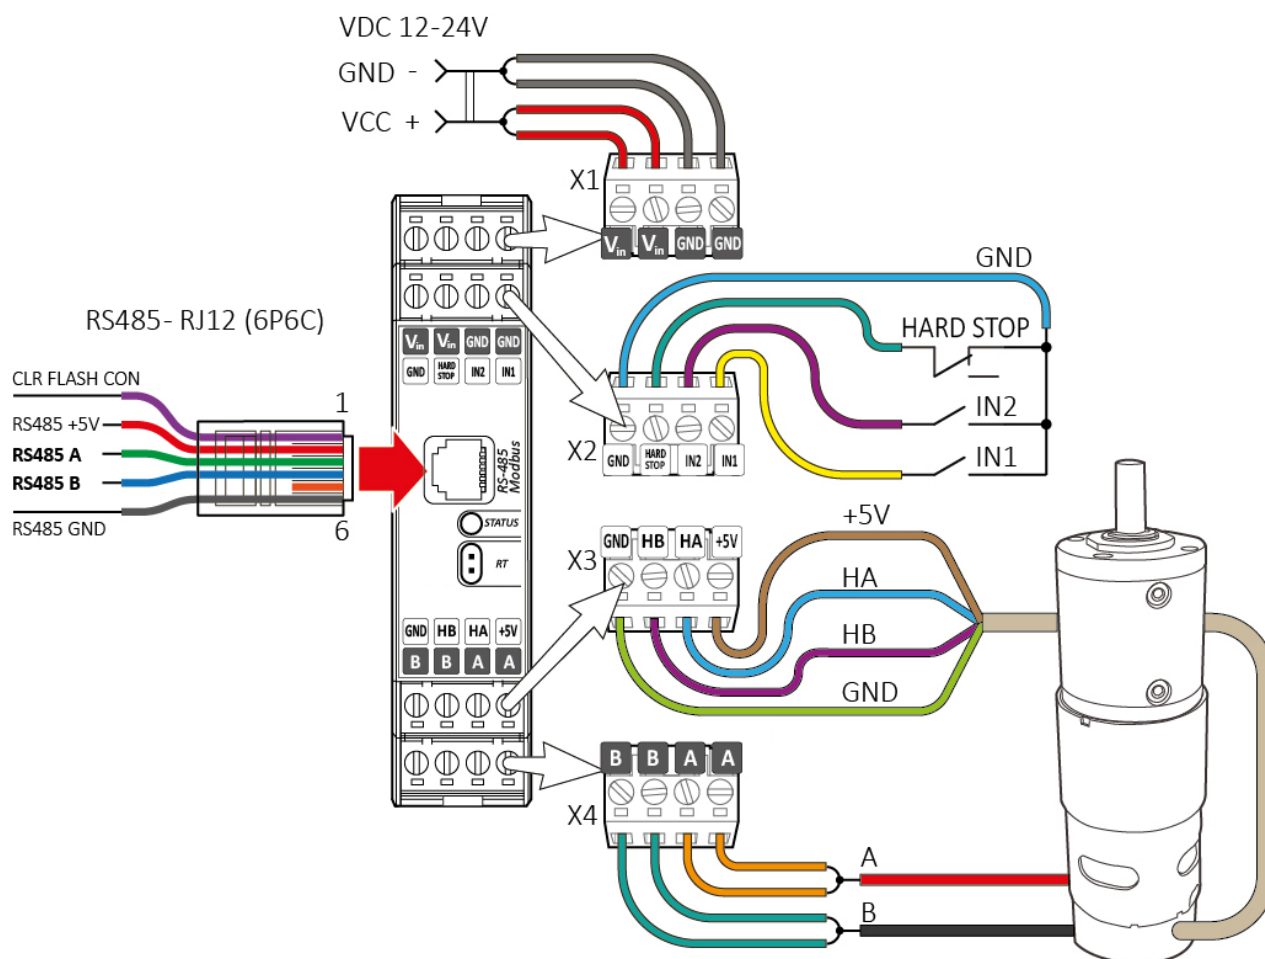 VDC 12-24V
GND -
VCC +
X1
Vin Vin GND GND
GND
HARD STOP
IN2
IN1
X2
GND HARD STOP IN2 IN1
RS485- RJ12 (6P6C)
CLR FLASH CON
RS485 +5V
RS485 A
RS485 B
RS485 GND
1
6
Vin Vin GND GND
GND HARD STOP IN2 IN1
RS-485
Modbus
STATUS
RT
GND HB HA +5V
B B A A
X3
GND HB HA +5V
+5V
HA
HB
GND
B B A A
X4
A
B